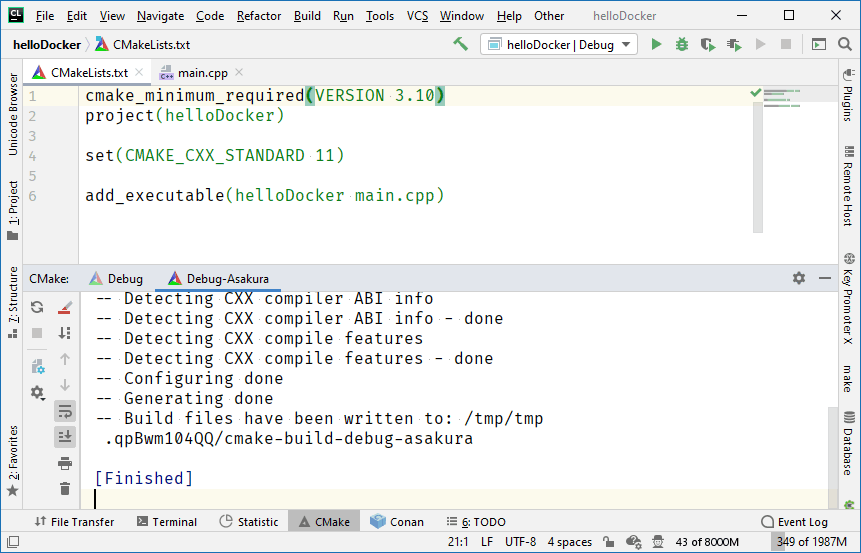 CL File Edit View Navigate Code Refactor Build Run Tools VCS Window Help Other helloDocker
helloDocker CMakeLists.txt helloDocker | Debug
CMakeLists.txt C++ main.cpp
1 cmake_minimum_required(VERSION 3.10)
2 project(helloDocker)
3
4 set(CMAKE_CXX_STANDARD 11)
5
6 add_executable(helloDocker main.cpp)
Unicode Browser
1: Project
7: Structure
2: Favorites
Plugins
Remote Host
Key Promoter X
make
Database
CMake: Debug Debug-Asakura
-- Detecting CXX compiler ABI info
-- Detecting CXX compiler ABI info - done
-- Detecting CXX compile features
-- Detecting CXX compile features - done
-- Configuring done
-- Generating done
-- Build files have been written to: /tmp/tmp
.qpBwm104QQ/cmake-build-debug-asakura
[Finished]
File Transfer Terminal Statistic CMake Conan 6: TODO Event Log
21:1 LF UTF-8 4 spaces 43 of 8000M 349 of 1987M